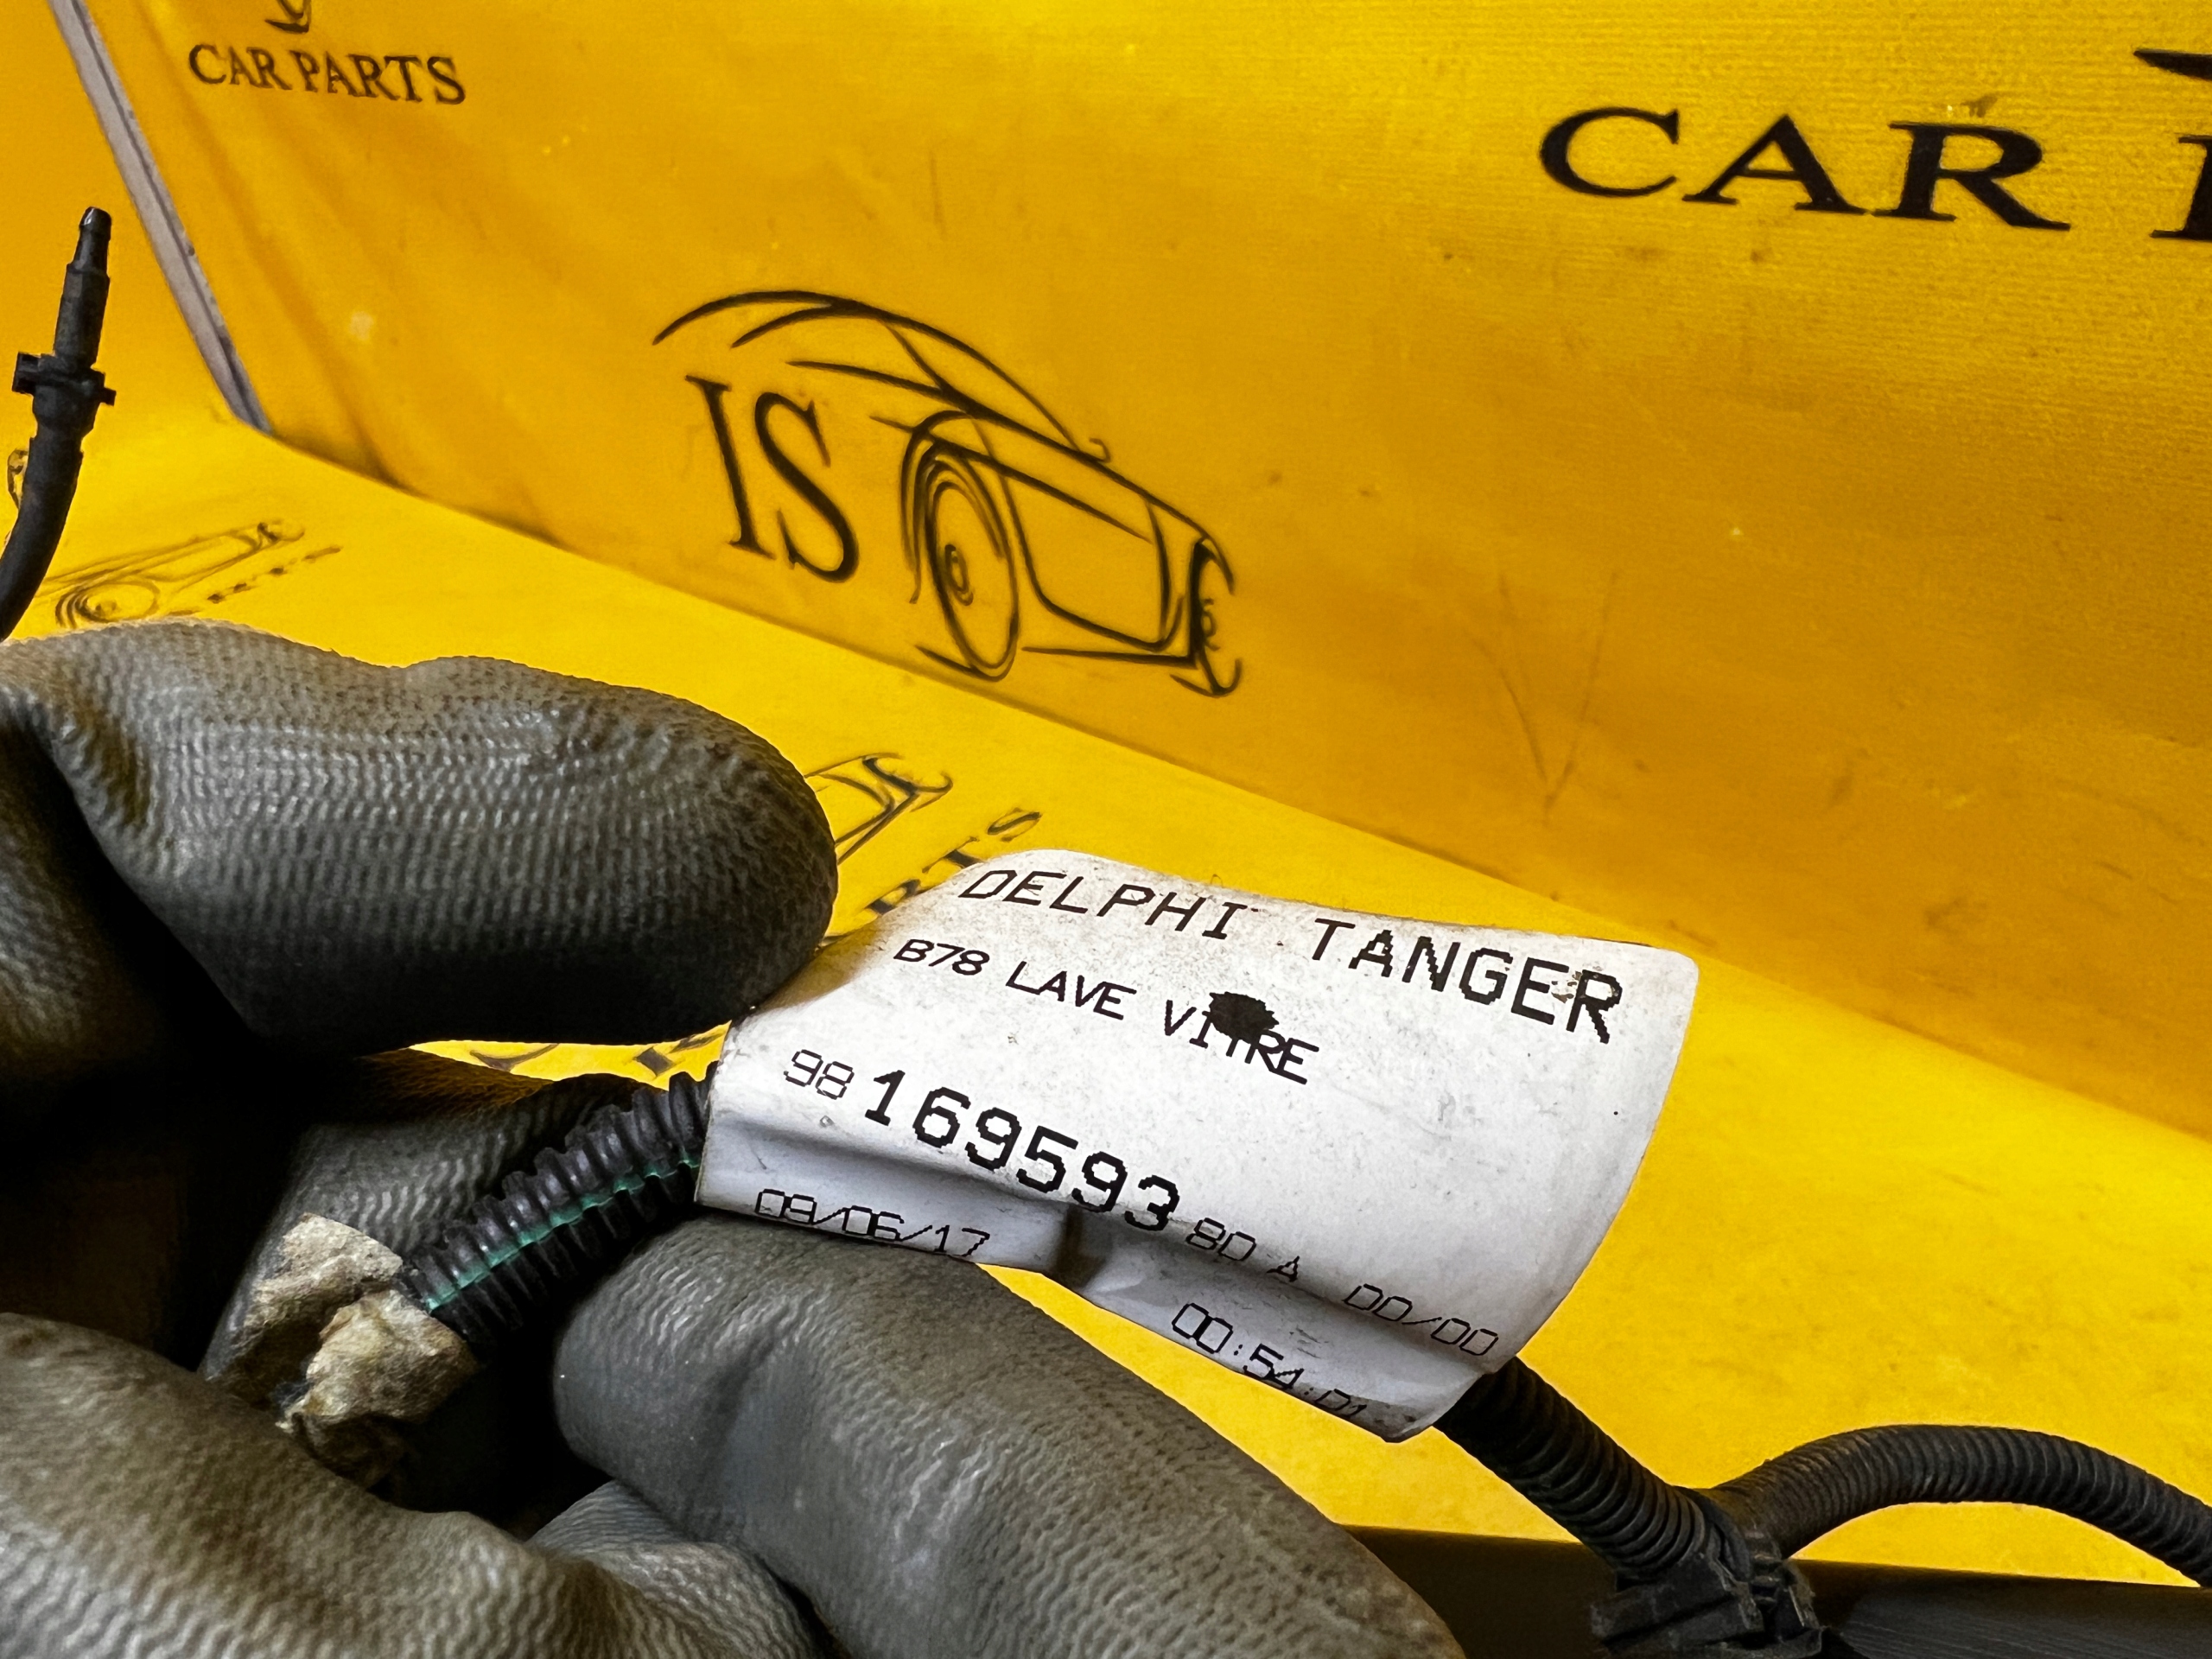 CAR PARTS
CAR
IS
DELPHI TANGER
B78 LAVE VITRE
98 169593 80 A 00/00
09/06/17 00:54:01